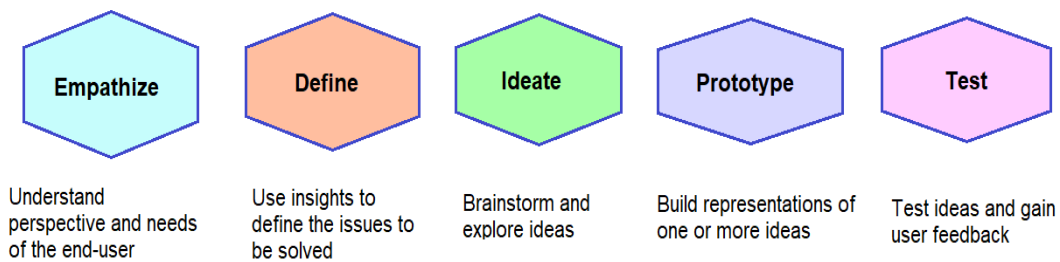 Empathize
Define
Ideate
Prototype
Test
Understand
perspective and needs
of the end-user
Use insights to
define the issues to
be solved
Brainstorm and
explore ideas
Build representations of
one or more ideas
Test ideas and gain
user feedback